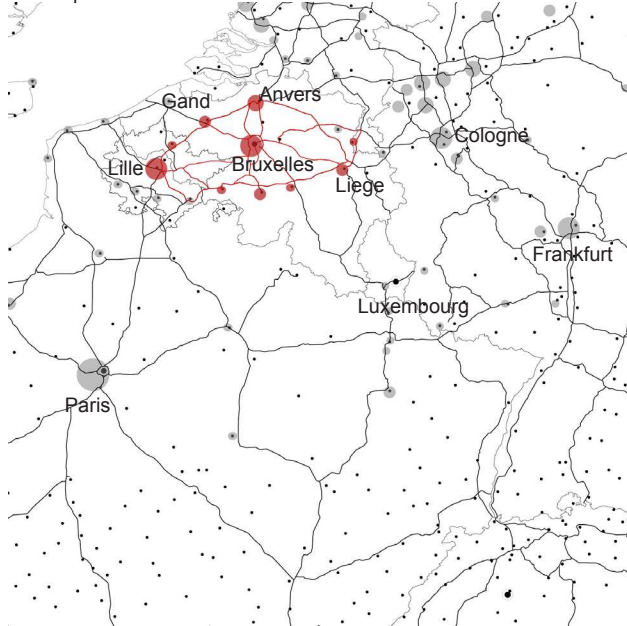 Anvers
Gand
Cologne
Bruxelles
Lille
Liege
Frankfurt
Luxembourg
Paris